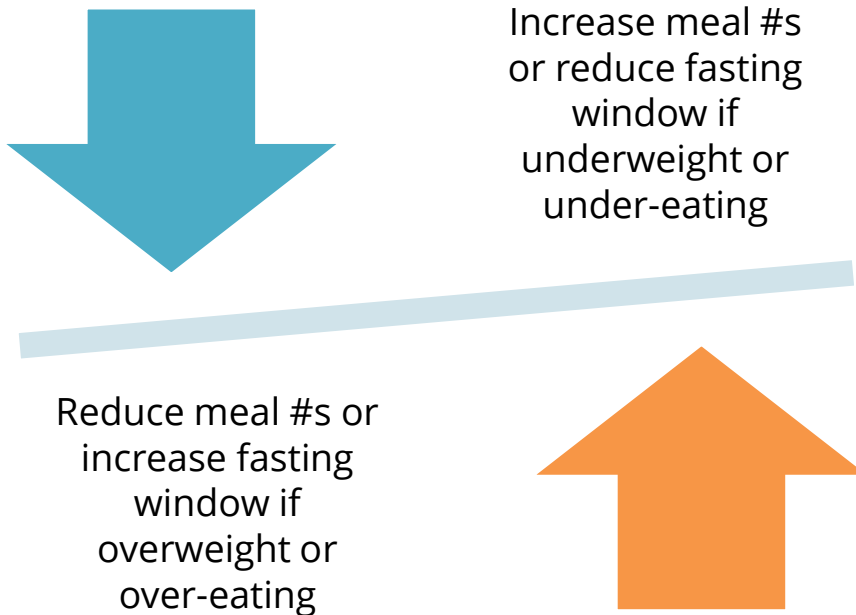 Increase meal #s
or reduce fasting
window if
underweight or
under-eating
Reduce meal #s or
increase fasting
window if
overweight or
over-eating